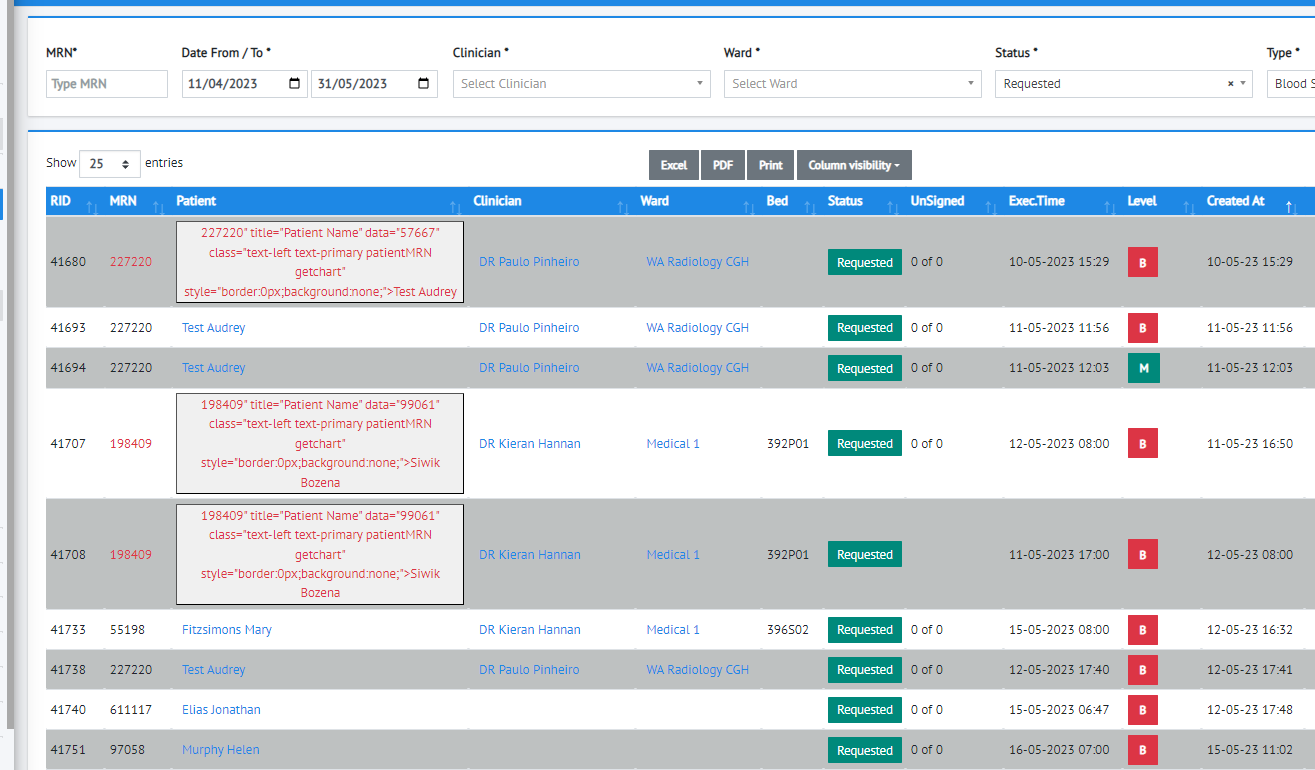 MRN* Date From / To * Clinician * Ward * Status * Type *
Type MRN 11/04/2023 31/05/2023 Select Clinician Select Ward Requested × Blood S
Show 25 entries Excel PDF Print Column visibility
RID MRN Patient Clinician Ward Bed Status UnSigned Exec.Time Level Created At
227220" title="Patient Name" data="57667"
class="text-left text-primary patientMRN
41680 227220 getchart" DR Paulo Pinheiro WA Radiology CGH Requested 0 of 0 10-05-2023 15:29 B 10-05-23 15:29
style="border:0px;background:none;">Test Audrey
41693 227220 Test Audrey DR Paulo Pinheiro WA Radiology CGH Requested 0 of 0 11-05-2023 11:56 B 11-05-23 11:56
41694 227220 Test Audrey DR Paulo Pinheiro WA Radiology CGH Requested 0 of 0 11-05-2023 12:03 M 11-05-23 12:03
198409" title="Patient Name" data="99061"
class="text-left text-primary patientMRN
41707 198409 getchart" DR Kieran Hannan Medical 1 392P01 Requested 0 of 0 12-05-2023 08:00 B 11-05-23 16:50
style="border:0px;background:none;">Siwik
Bozena
198409" title="Patient Name" data="99061"
class="text-left text-primary patientMRN
41708 198409 getchart" DR Kieran Hannan Medical 1 392P01 Requested 11-05-2023 17:00 B 12-05-23 08:00
style="border:0px;background:none;">Siwik
Bozena
41733 55198 Fitzsimons Mary DR Kieran Hannan Medical 1 396S02 Requested 0 of 0 15-05-2023 08:00 B 12-05-23 16:32
41738 227220 Test Audrey DR Paulo Pinheiro WA Radiology CGH Requested 0 of 0 12-05-2023 17:40 B 12-05-23 17:41
41740 611117 Elias Jonathan Requested 0 of 0 15-05-2023 06:47 B 12-05-23 17:48
41751 97058 Murphy Helen Requested 0 of 0 16-05-2023 07:00 B 15-05-23 11:02